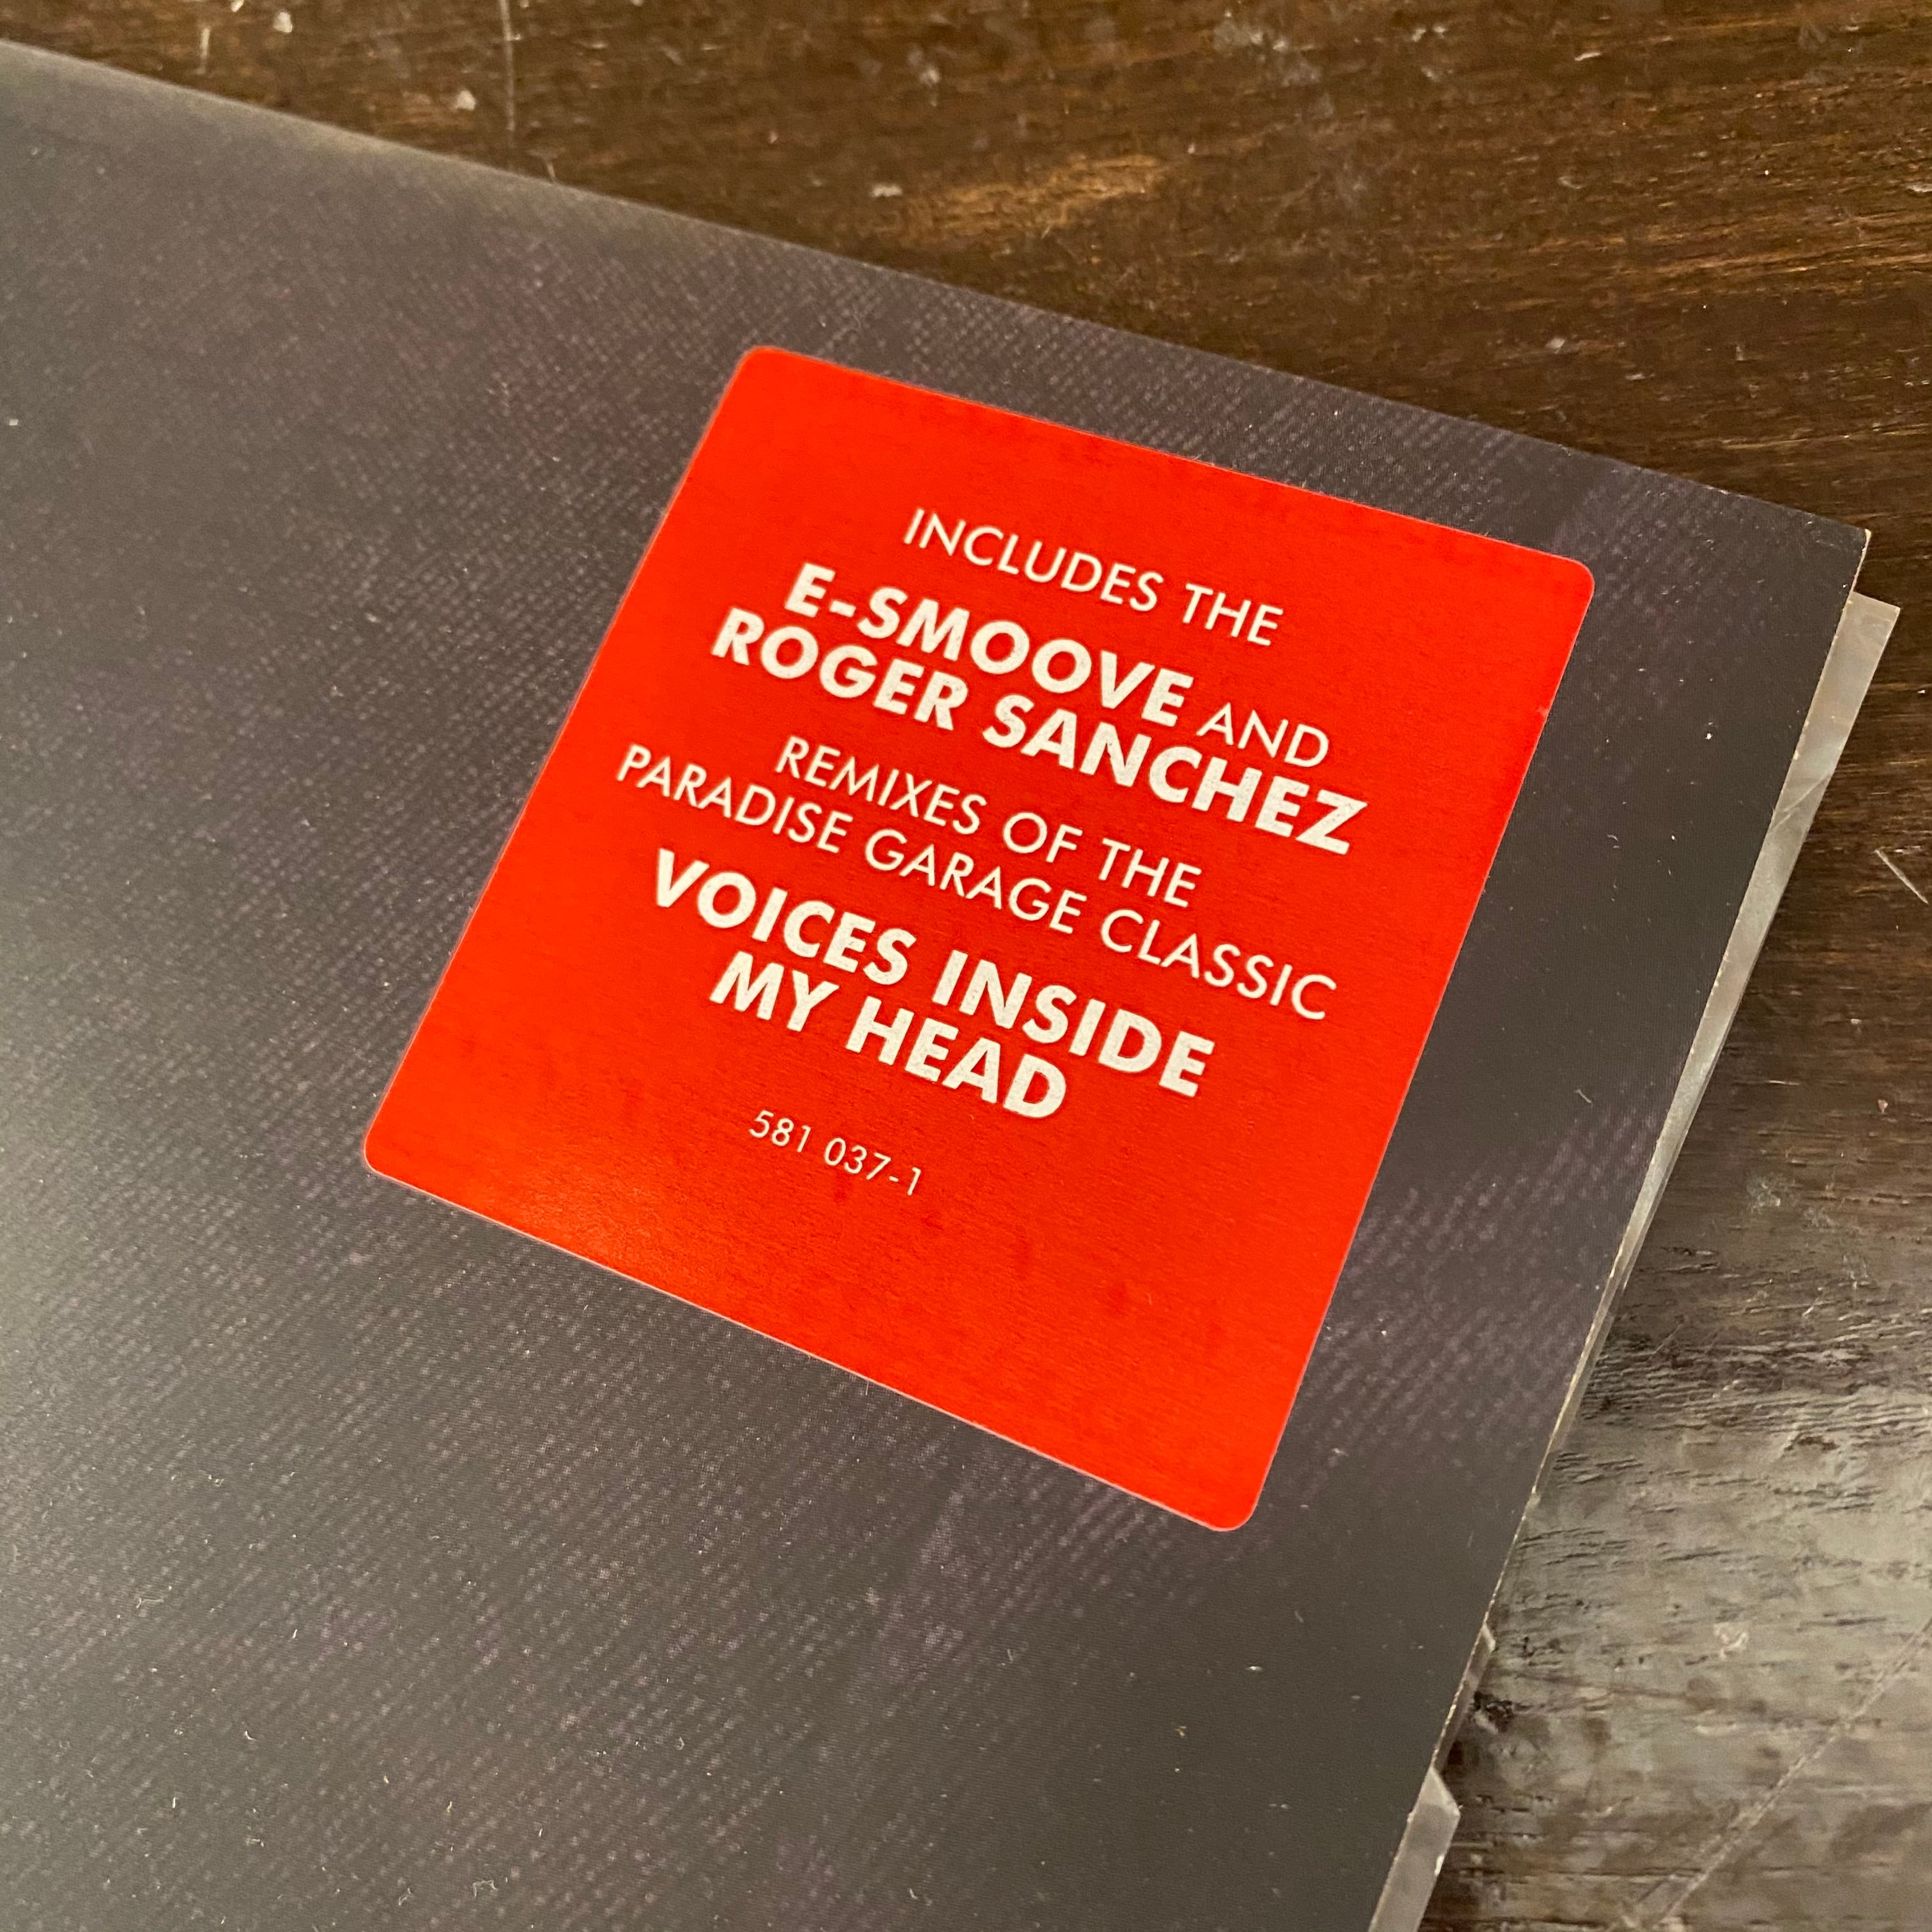 INCLUDES THE
E-SMOOVE AND
ROGER SANCHEZ
REMIXES OF THE
PARADISE GARAGE CLASSIC
VOICES INSIDE
MY HEAD
581 037-1